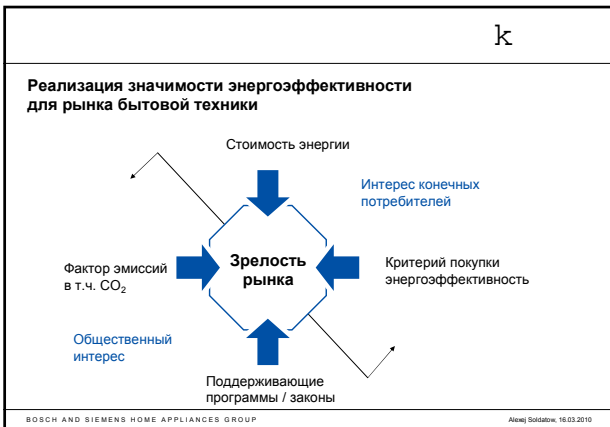 k
Реализация значимости энергоэффективности
для рынка бытовой техники
Стоимость энергии
Интерес конечных
потребителей
Фактор эмиссий
в т.ч. CO₂
Зрелость
рынка
Критерий покупки
энергоэффективность
Общественный
интерес
Поддерживающие
программы / законы
BOSCH AND SIEMENS HOME APPLIANCES GROUP
Alexej Soldatow, 16.03.2010